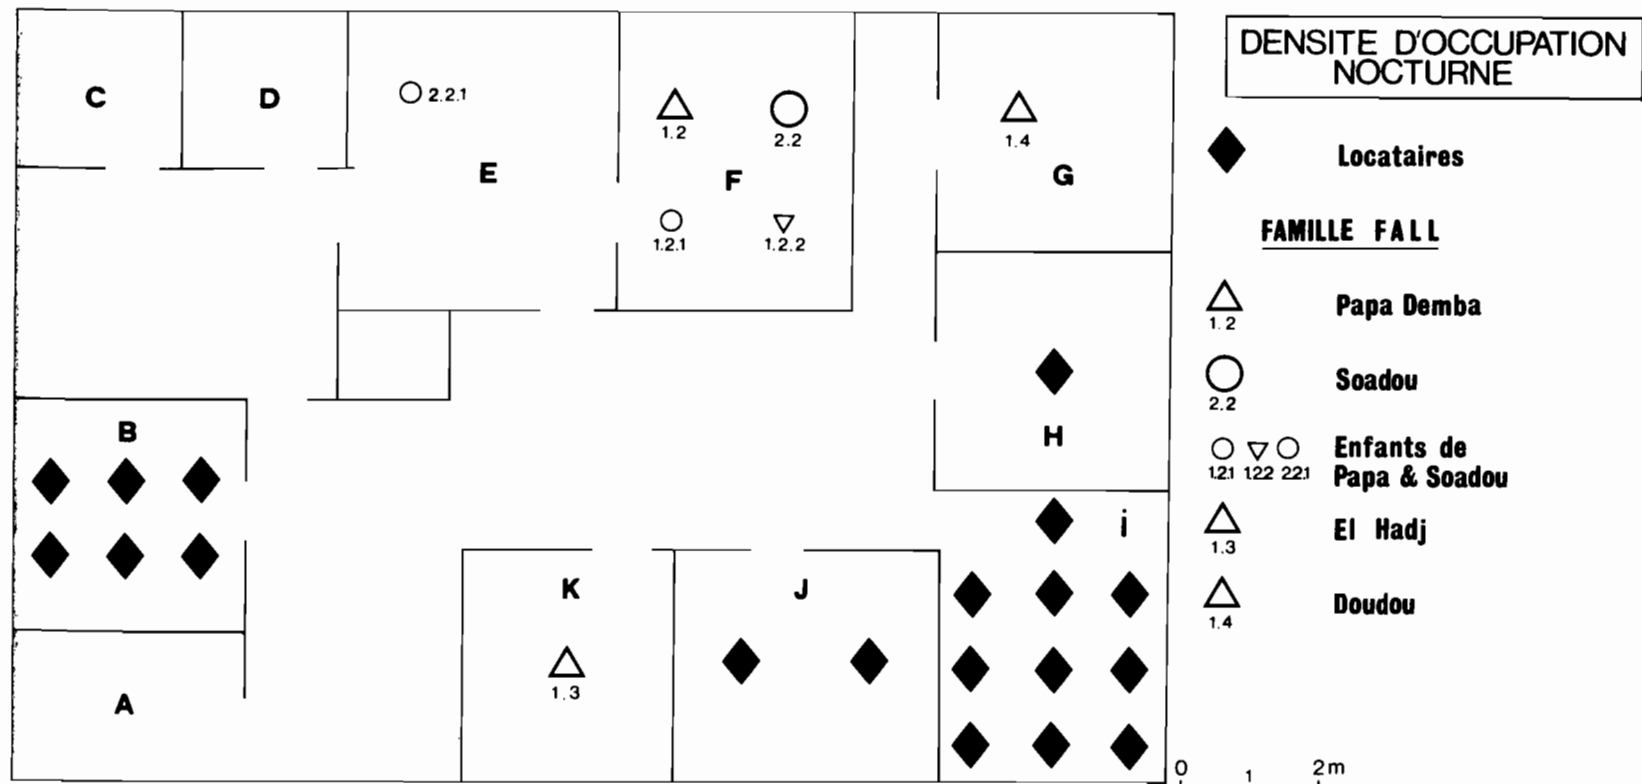 DENSITE D'OCCUPATION
NOCTURNE
C
D
2.2.1
E
1.2
2.2
F
1.2.1
1.2.2
1.4
G
Locataires
FAMILLE FALL
1.2
Papa Demba
2.2
Soadou
1.2.1 1.2.2 2.2.1
Enfants de
Papa & Soadou
1.3
El Hadj
1.4
Doudou
B
H
i
K
J
1.3
A
0 1 2m